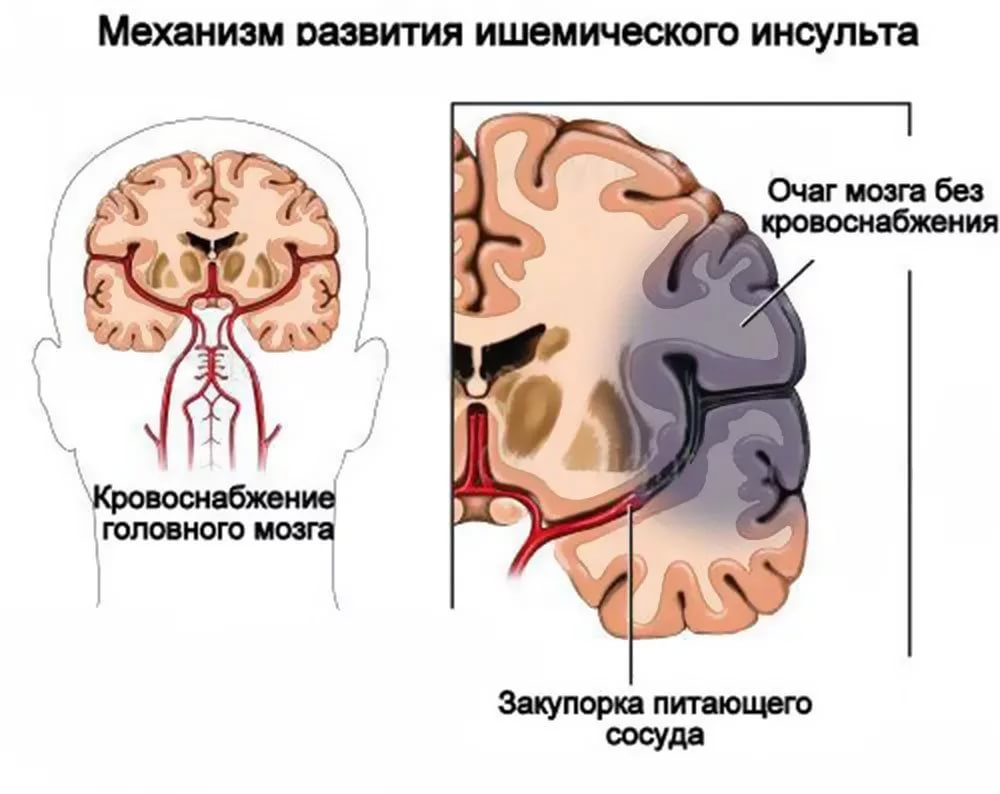 Механизм развития ишемического инсульта
Очаг мозга без
кровоснабжения
Кровоснабжение
головного мозга
Закупорка питающего
сосуда